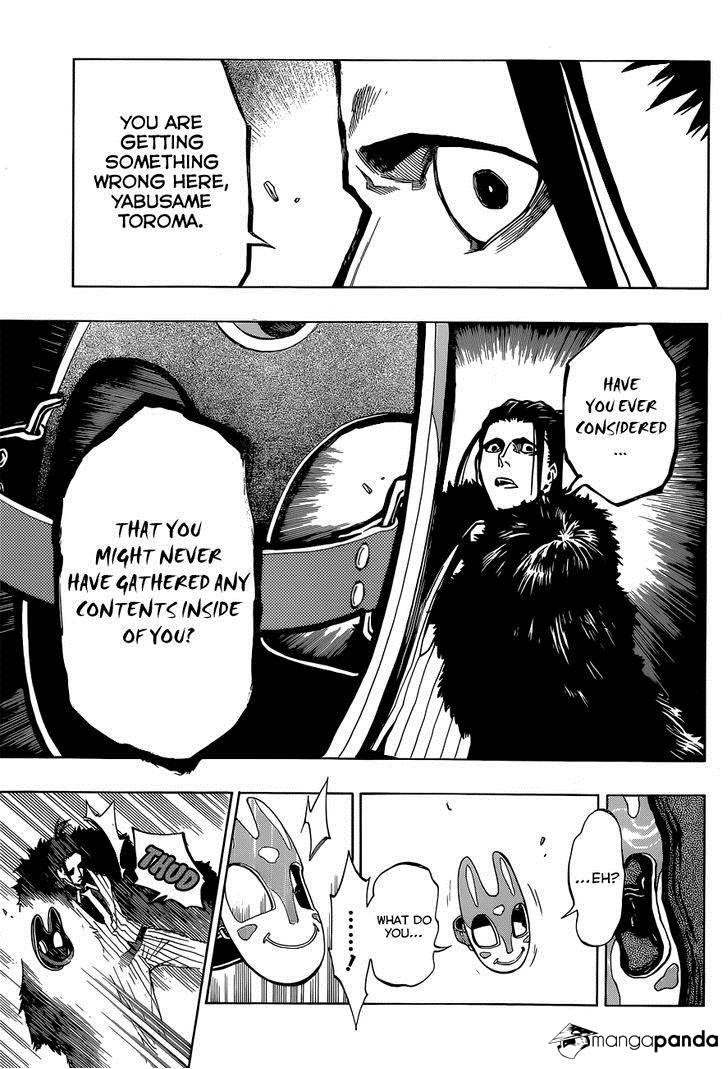 YOU ARE
GETTING
SOMETHING
WRONG HERE,
YABUSAME
TOROMA.
HAVE
YOU EVER
CONSIDERED
...
THAT YOU
MIGHT NEVER
HAVE GATHERED ANY
CONTENTS INSIDE
OF YOU?
...EH?
WHAT DO
YOU...
......!
THUD
mangapanda